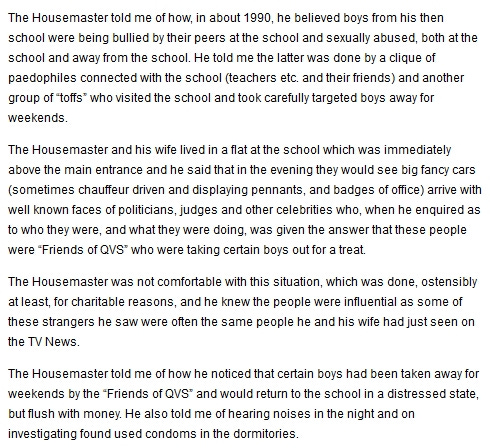 The Housemaster told me of how, in about 1990, he believed boys from his then
school were being bullied by their peers at the school and sexually abused, both at the
school and away from the school. He told me the latter was done by a clique of
paedophiles connected with the school (teachers etc. and their friends) and another
group of “toffs” who visited the school and took carefully targeted boys away for
weekends.
The Housemaster and his wife lived in a flat at the school which was immediately
above the main entrance and he said that in the evening they would see big fancy cars
(sometimes chauffeur driven and displaying pennants, and badges of office) arrive with
well known faces of politicians, judges and other celebrities who, when he enquired as
to who they were, and what they were doing, was given the answer that these people
were “Friends of QVS” who were taking certain boys out for a treat.
The Housemaster was not comfortable with this situation, which was done, ostensibly
at least, for charitable reasons, and he knew the people were influential as some of
these strangers he saw were often the same people he and his wife had just seen on
the TV News.
The Housemaster told me of how he noticed that certain boys had been taken away for
weekends by the “Friends of QVS” and would return to the school in a distressed state,
but flush with money. He also told me of hearing noises in the night and on
investigating found used condoms in the dormitories.